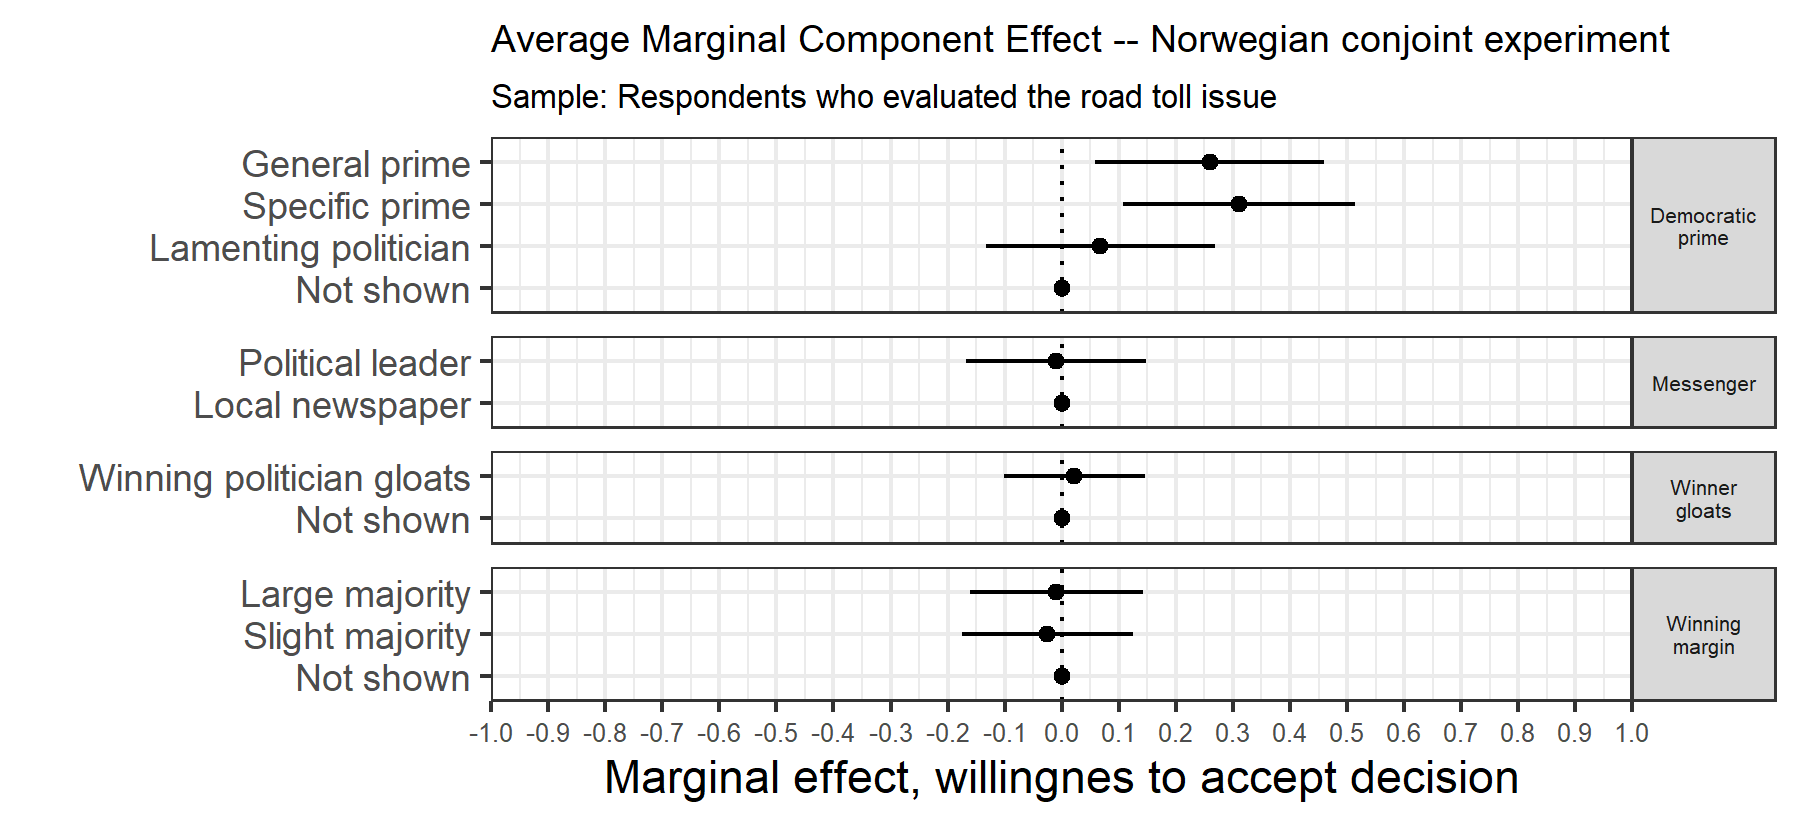 Average Marginal Component Effect -- Norwegian conjoint experiment
Sample: Respondents who evaluated the road toll issue
General prime
Specific prime
Lamenting politician
Not shown
Democratic
prime
Political leader
Local newspaper
Messenger
Winning politician gloats
Not shown
Winner
gloats
Large majority
Slight majority
Not shown
Winning
margin
-1.0 -0.9 -0.8 -0.7 -0.6 -0.5 -0.4 -0.3 -0.2 -0.1 0.0 0.1 0.2 0.3 0.4 0.5 0.6 0.7 0.8 0.9 1.0
Marginal effect, willingnes to accept decision